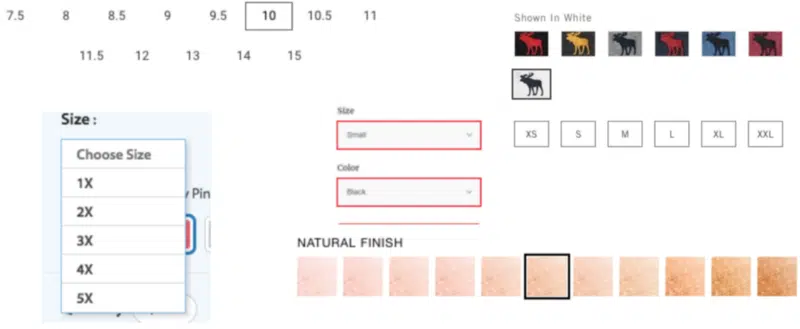 7.5 8 8.5 9 9.5 10 10.5 11
11.5 12 13 14 15
Shown In White
XS S M L XL XXL
Size :
Choose Size
1X
2X
3X
4X
5X
Pin
Size
Small
Color
Black
NATURAL FINISH